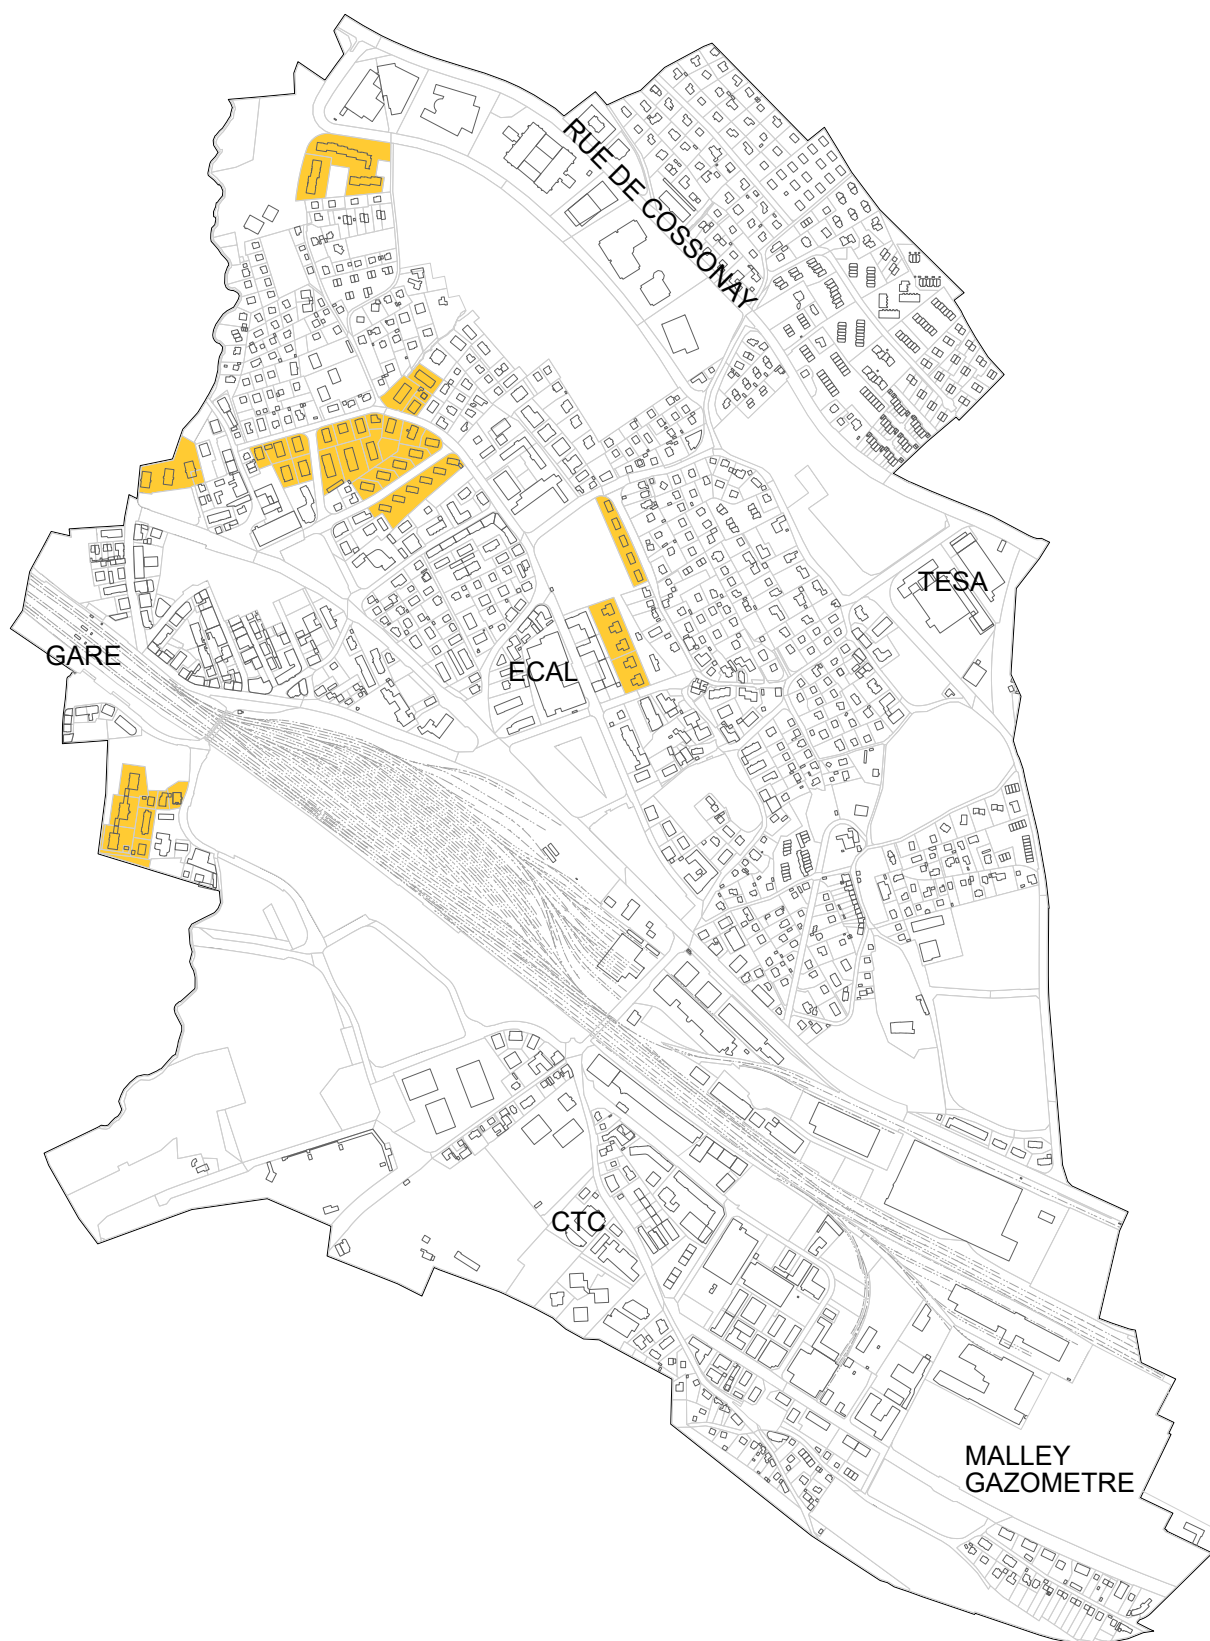 RUE DE COSSONAY
TESA
GARE
ECAL
CTC
MALLEY
GAZOMETRE